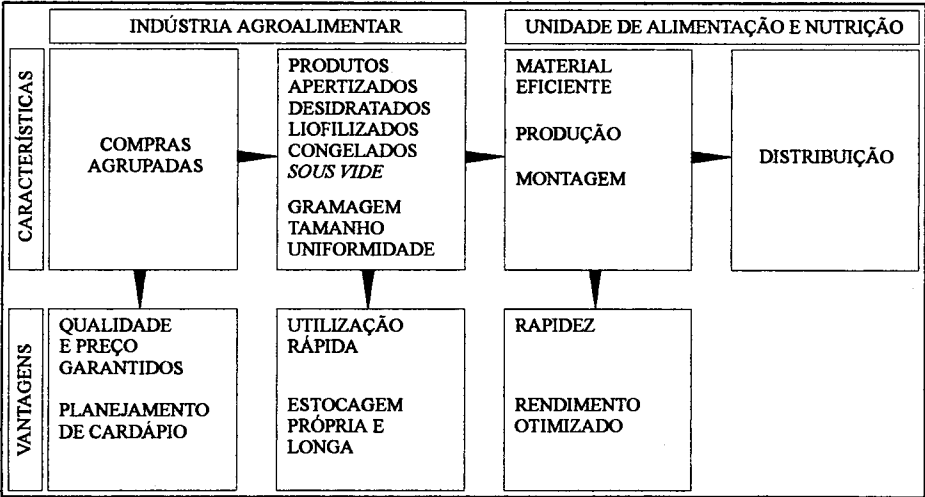 INDÚSTRIA AGROALIMENTAR
UNIDADE DE ALIMENTAÇÃO E NUTRIÇÃO
CARACTERÍSTICAS
COMPRAS
AGRUPADAS
PRODUTOS
APERTIZADOS
DESIDRATADOS
LIOFILIZADOS
CONGELADOS
SOUS VIDE
GRAMAGEM
TAMANHO
UNIFORMIDADE
MATERIAL
EFICIENTE
PRODUÇÃO
MONTAGEM
DISTRIBUIÇÃO
VANTAGENS
QUALIDADE
E PREÇO
GARANTIDOS
PLANEJAMENTO
DE CARDÁPIO
UTILIZAÇÃO
RÁPIDA
ESTOCAGEM
PRÓPRIA E
LONGA
RAPIDEZ
RENDIMENTO
OTIMIZADO